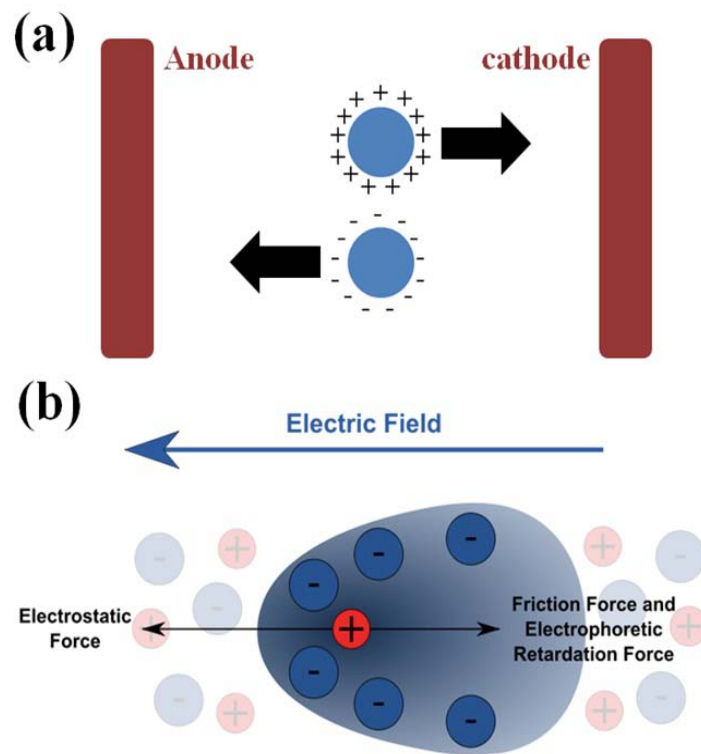 (a)
Anode
cathode
(b)
Electric Field
Electrostatic
Force
Friction Force and
Electrophoretic
Retardation Force